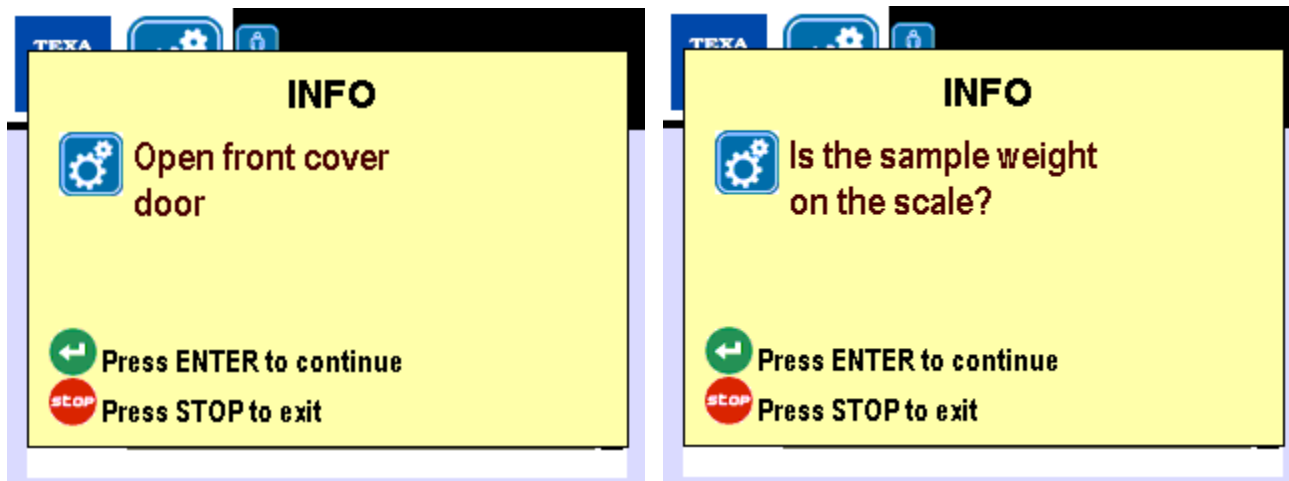 TEXA
INFO
Open front cover
door
Press ENTER to continue
stop
Press STOP to exit
TEXA
INFO
Is the sample weight
on the scale?
Press ENTER to continue
stop
Press STOP to exit